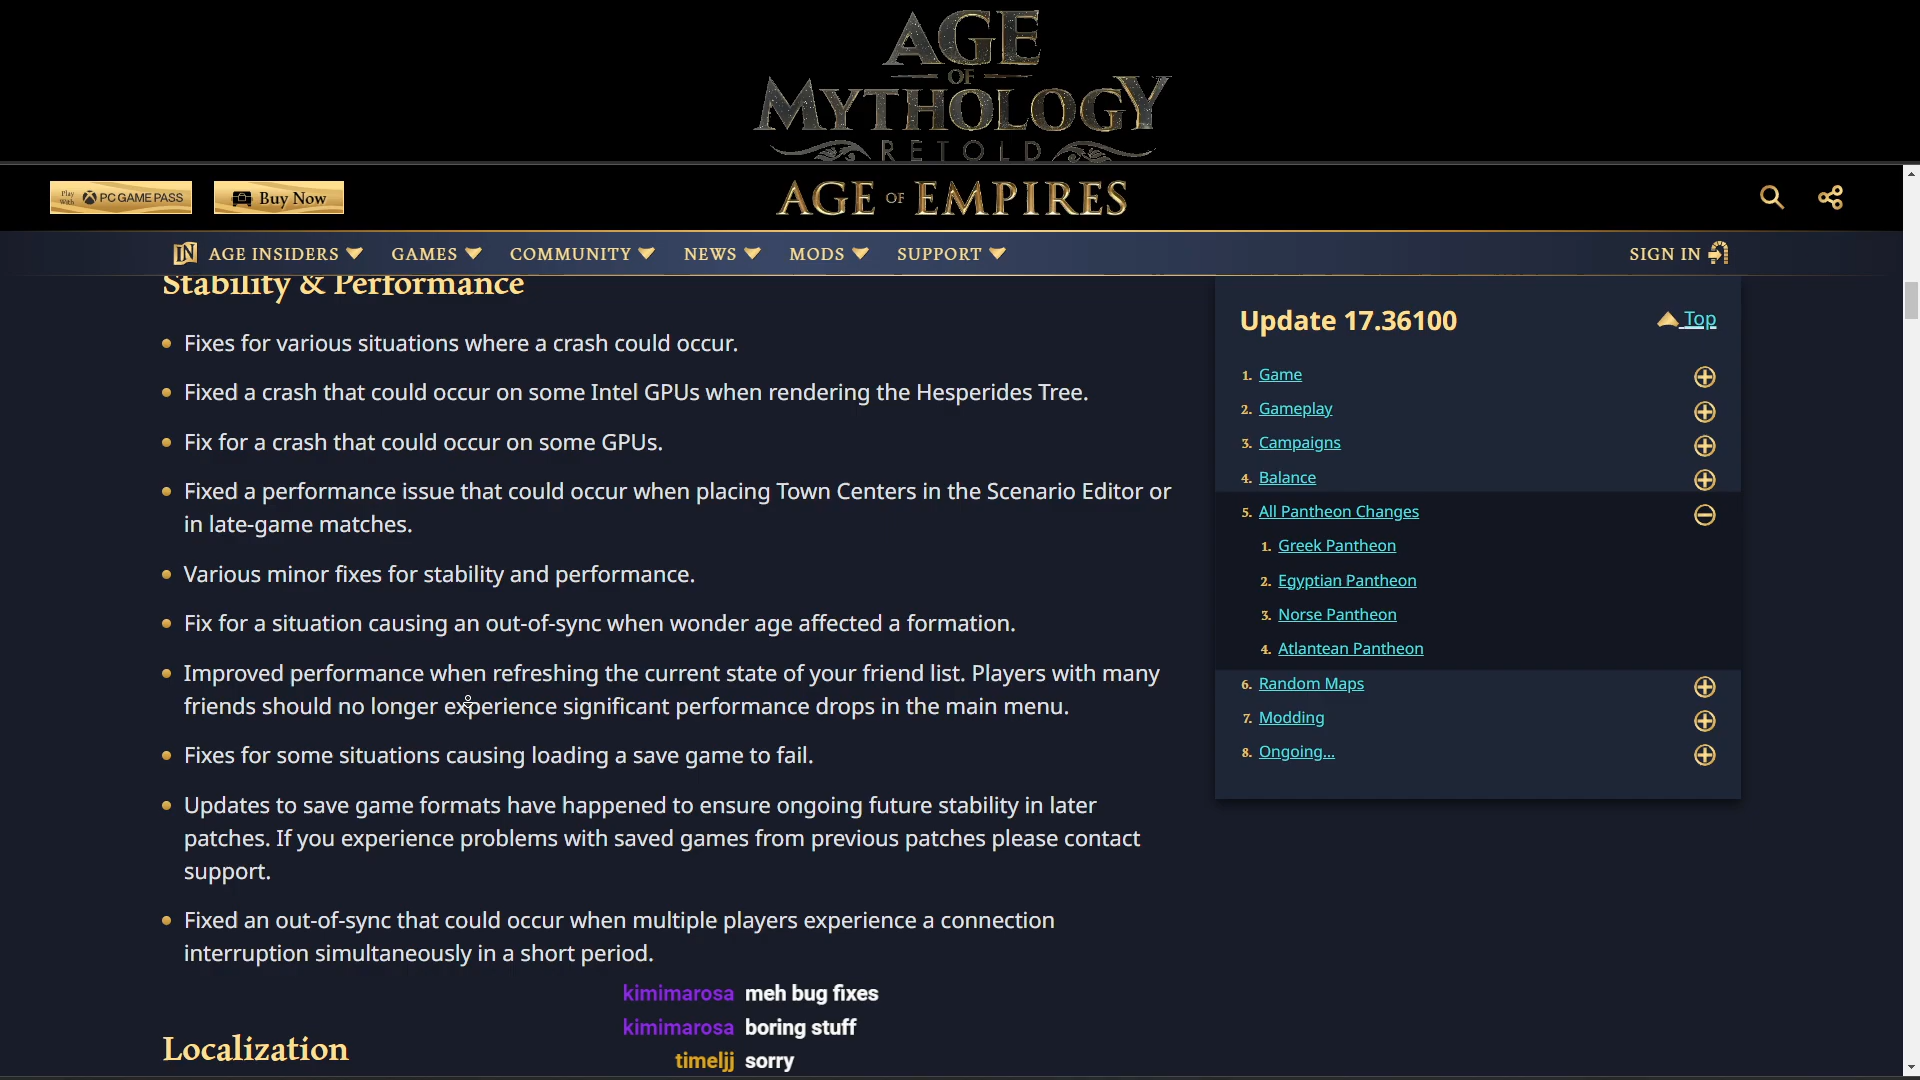 AGE
OF
MYTHOLOGY
RETOLD
Play With PC GAME PASS
Buy Now
AGE OF EMPIRES
IN AGE INSIDERS GAMES COMMUNITY NEWS MODS SUPPORT SIGN IN
Stability & Performance
Fixes for various situations where a crash could occur.
Fixed a crash that could occur on some Intel GPUs when rendering the Hesperides Tree.
Fix for a crash that could occur on some GPUs.
Fixed a performance issue that could occur when placing Town Centers in the Scenario Editor or
in late-game matches.
Various minor fixes for stability and performance.
Fix for a situation causing an out-of-sync when wonder age affected a formation.
Improved performance when refreshing the current state of your friend list. Players with many
friends should no longer experience significant performance drops in the main menu.
Fixes for some situations causing loading a save game to fail.
Updates to save game formats have happened to ensure ongoing future stability in later
patches. If you experience problems with saved games from previous patches please contact
support.
Fixed an out-of-sync that could occur when multiple players experience a connection
interruption simultaneously in a short period.
Localization
Update 17.36100
Top
1. Game
2. Gameplay
3. Campaigns
4. Balance
5. All Pantheon Changes
1. Greek Pantheon
2. Egyptian Pantheon
3. Norse Pantheon
4. Atlantean Pantheon
6. Random Maps
7. Modding
8. Ongoing...
kimimarosa meh bug fixes
kimimarosa boring stuff
timeljj sorry